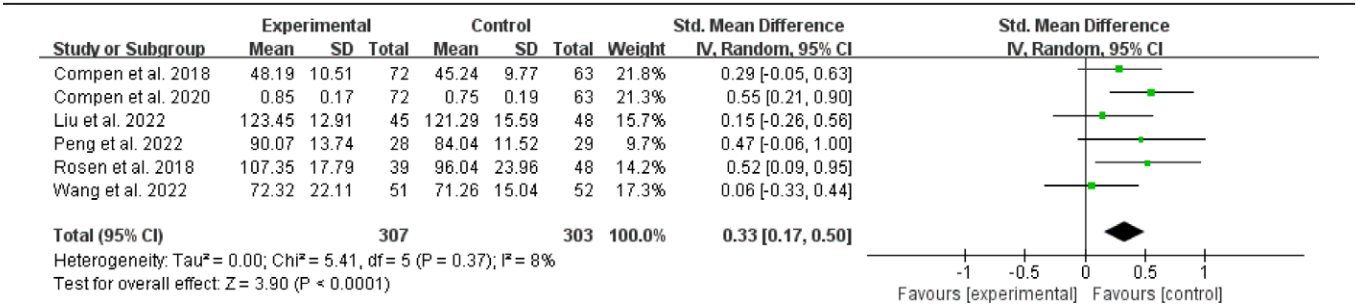 Experimental Control Std. Mean Difference Std. Mean Difference
Study or Subgroup Mean SD Total Mean SD Total Weight IV, Random, 95% CI IV, Random, 95% CI
Compen et al. 2018 48.19 10.51 72 45.24 9.77 63 21.8% 0.29 [-0.05, 0.63]
Compen et al. 2020 0.85 0.17 72 0.75 0.19 63 21.3% 0.55 [0.21, 0.90]
Liu et al. 2022 123.45 12.91 45 121.29 15.59 48 15.7% 0.15 [-0.26, 0.56]
Peng et al. 2022 90.07 13.74 28 84.04 11.52 29 9.7% 0.47 [-0.06, 1.00]
Rosen et al. 2018 107.35 17.79 39 96.04 23.96 48 14.2% 0.52 [0.09, 0.95]
Wang et al. 2022 72.32 22.11 51 71.26 15.04 52 17.3% 0.06 [-0.33, 0.44]
Total (95% CI) 307 303 100.0% 0.33 [0.17, 0.50]
Heterogeneity: Tau² = 0.00; Chi² = 5.41, df = 5 (P = 0.37); I² = 8%
Test for overall effect: Z = 3.90 (P < 0.0001)
-1 -0.5 0 0.5 1
Favours [experimental] Favours [control]